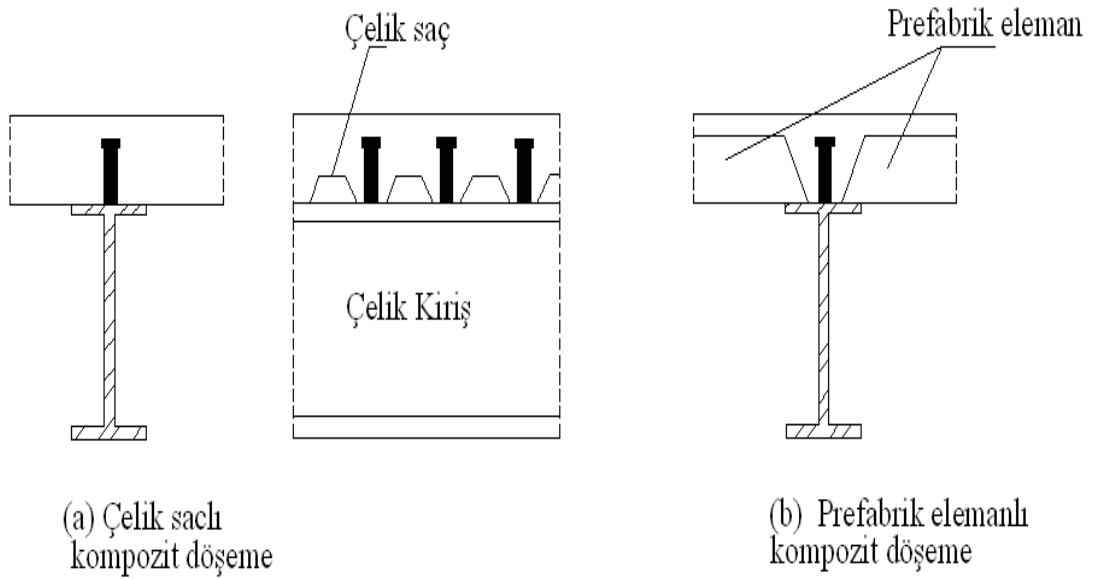 Çelik saç
Prefabrik eleman
Çelik Kiriş
(a) Çelik saclı
kompozit döşeme
(b) Prefabrik elemanlı
kompozit döşeme